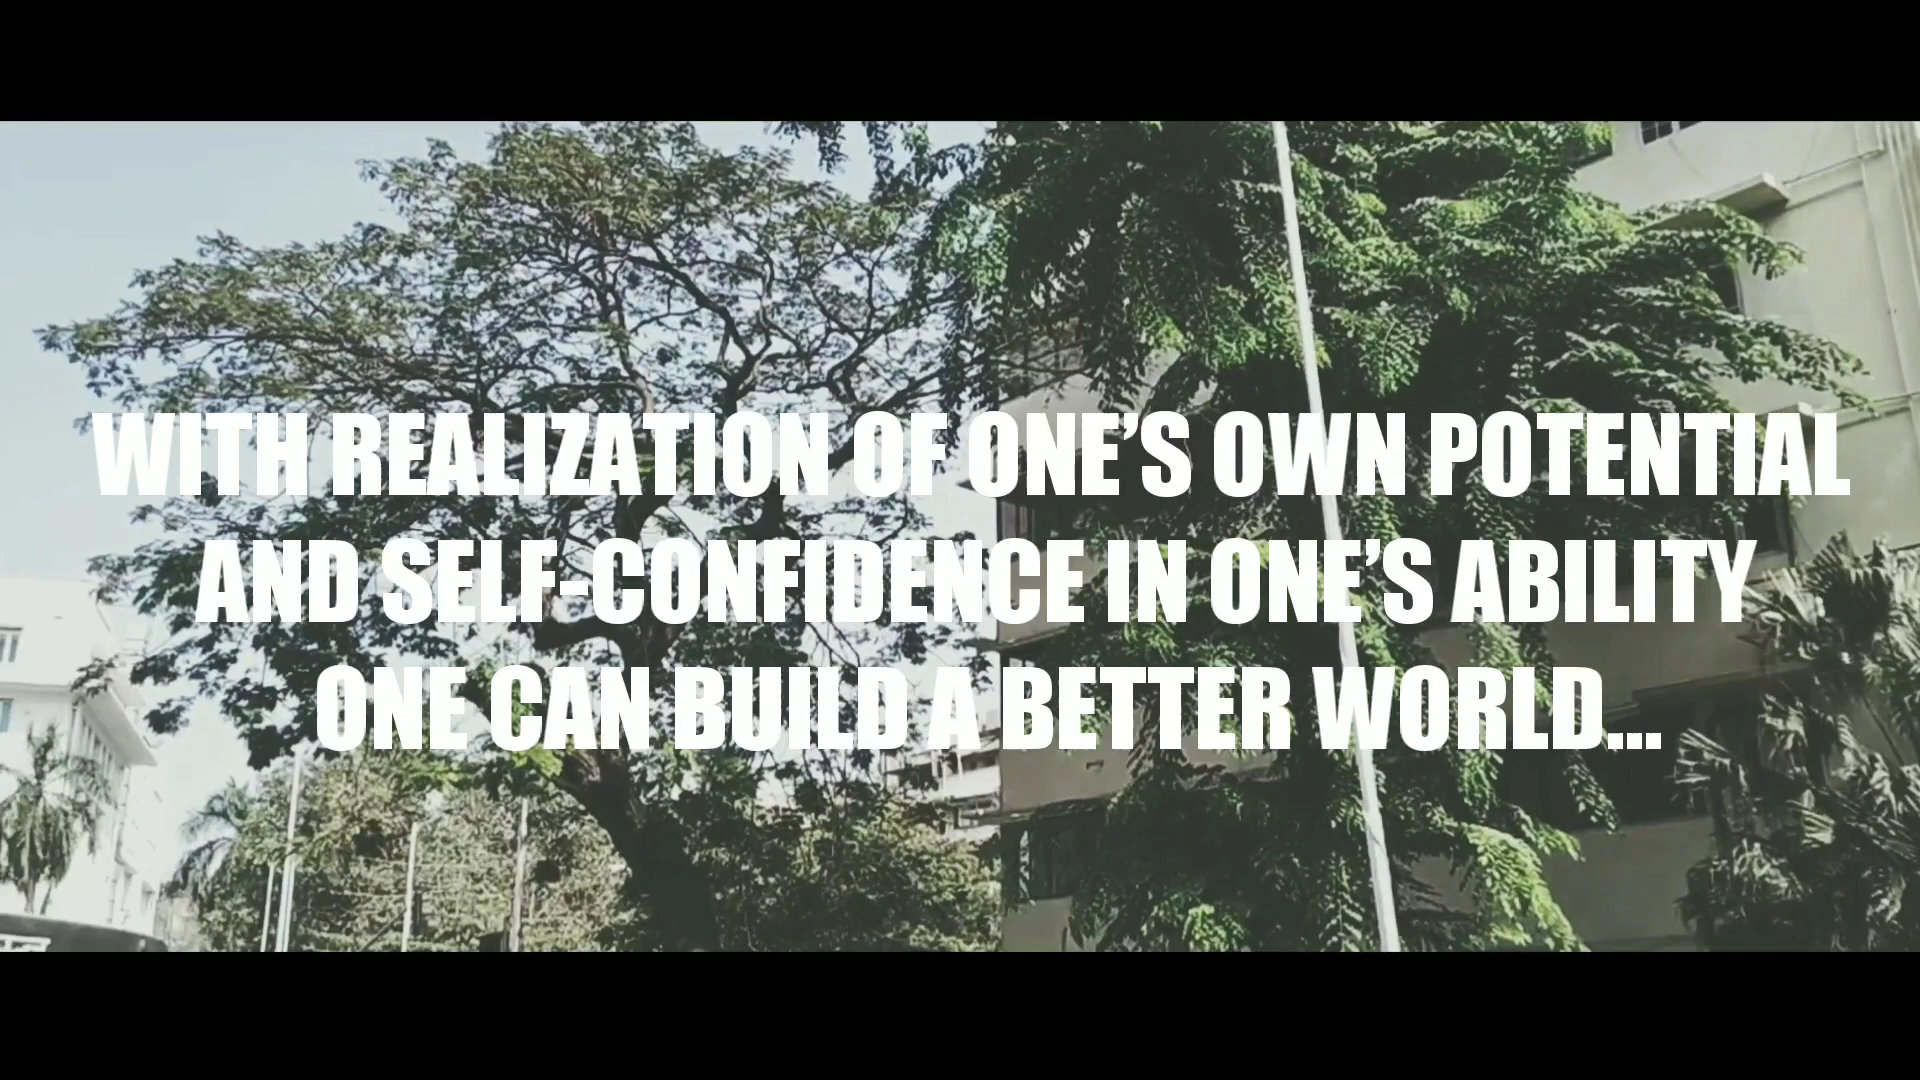 WITH REALIZATION OF ONE’S OWN POTENTIAL
AND SELF-CONFIDENCE IN ONE’S ABILITY
ONE CAN BUILD A BETTER WORLD...